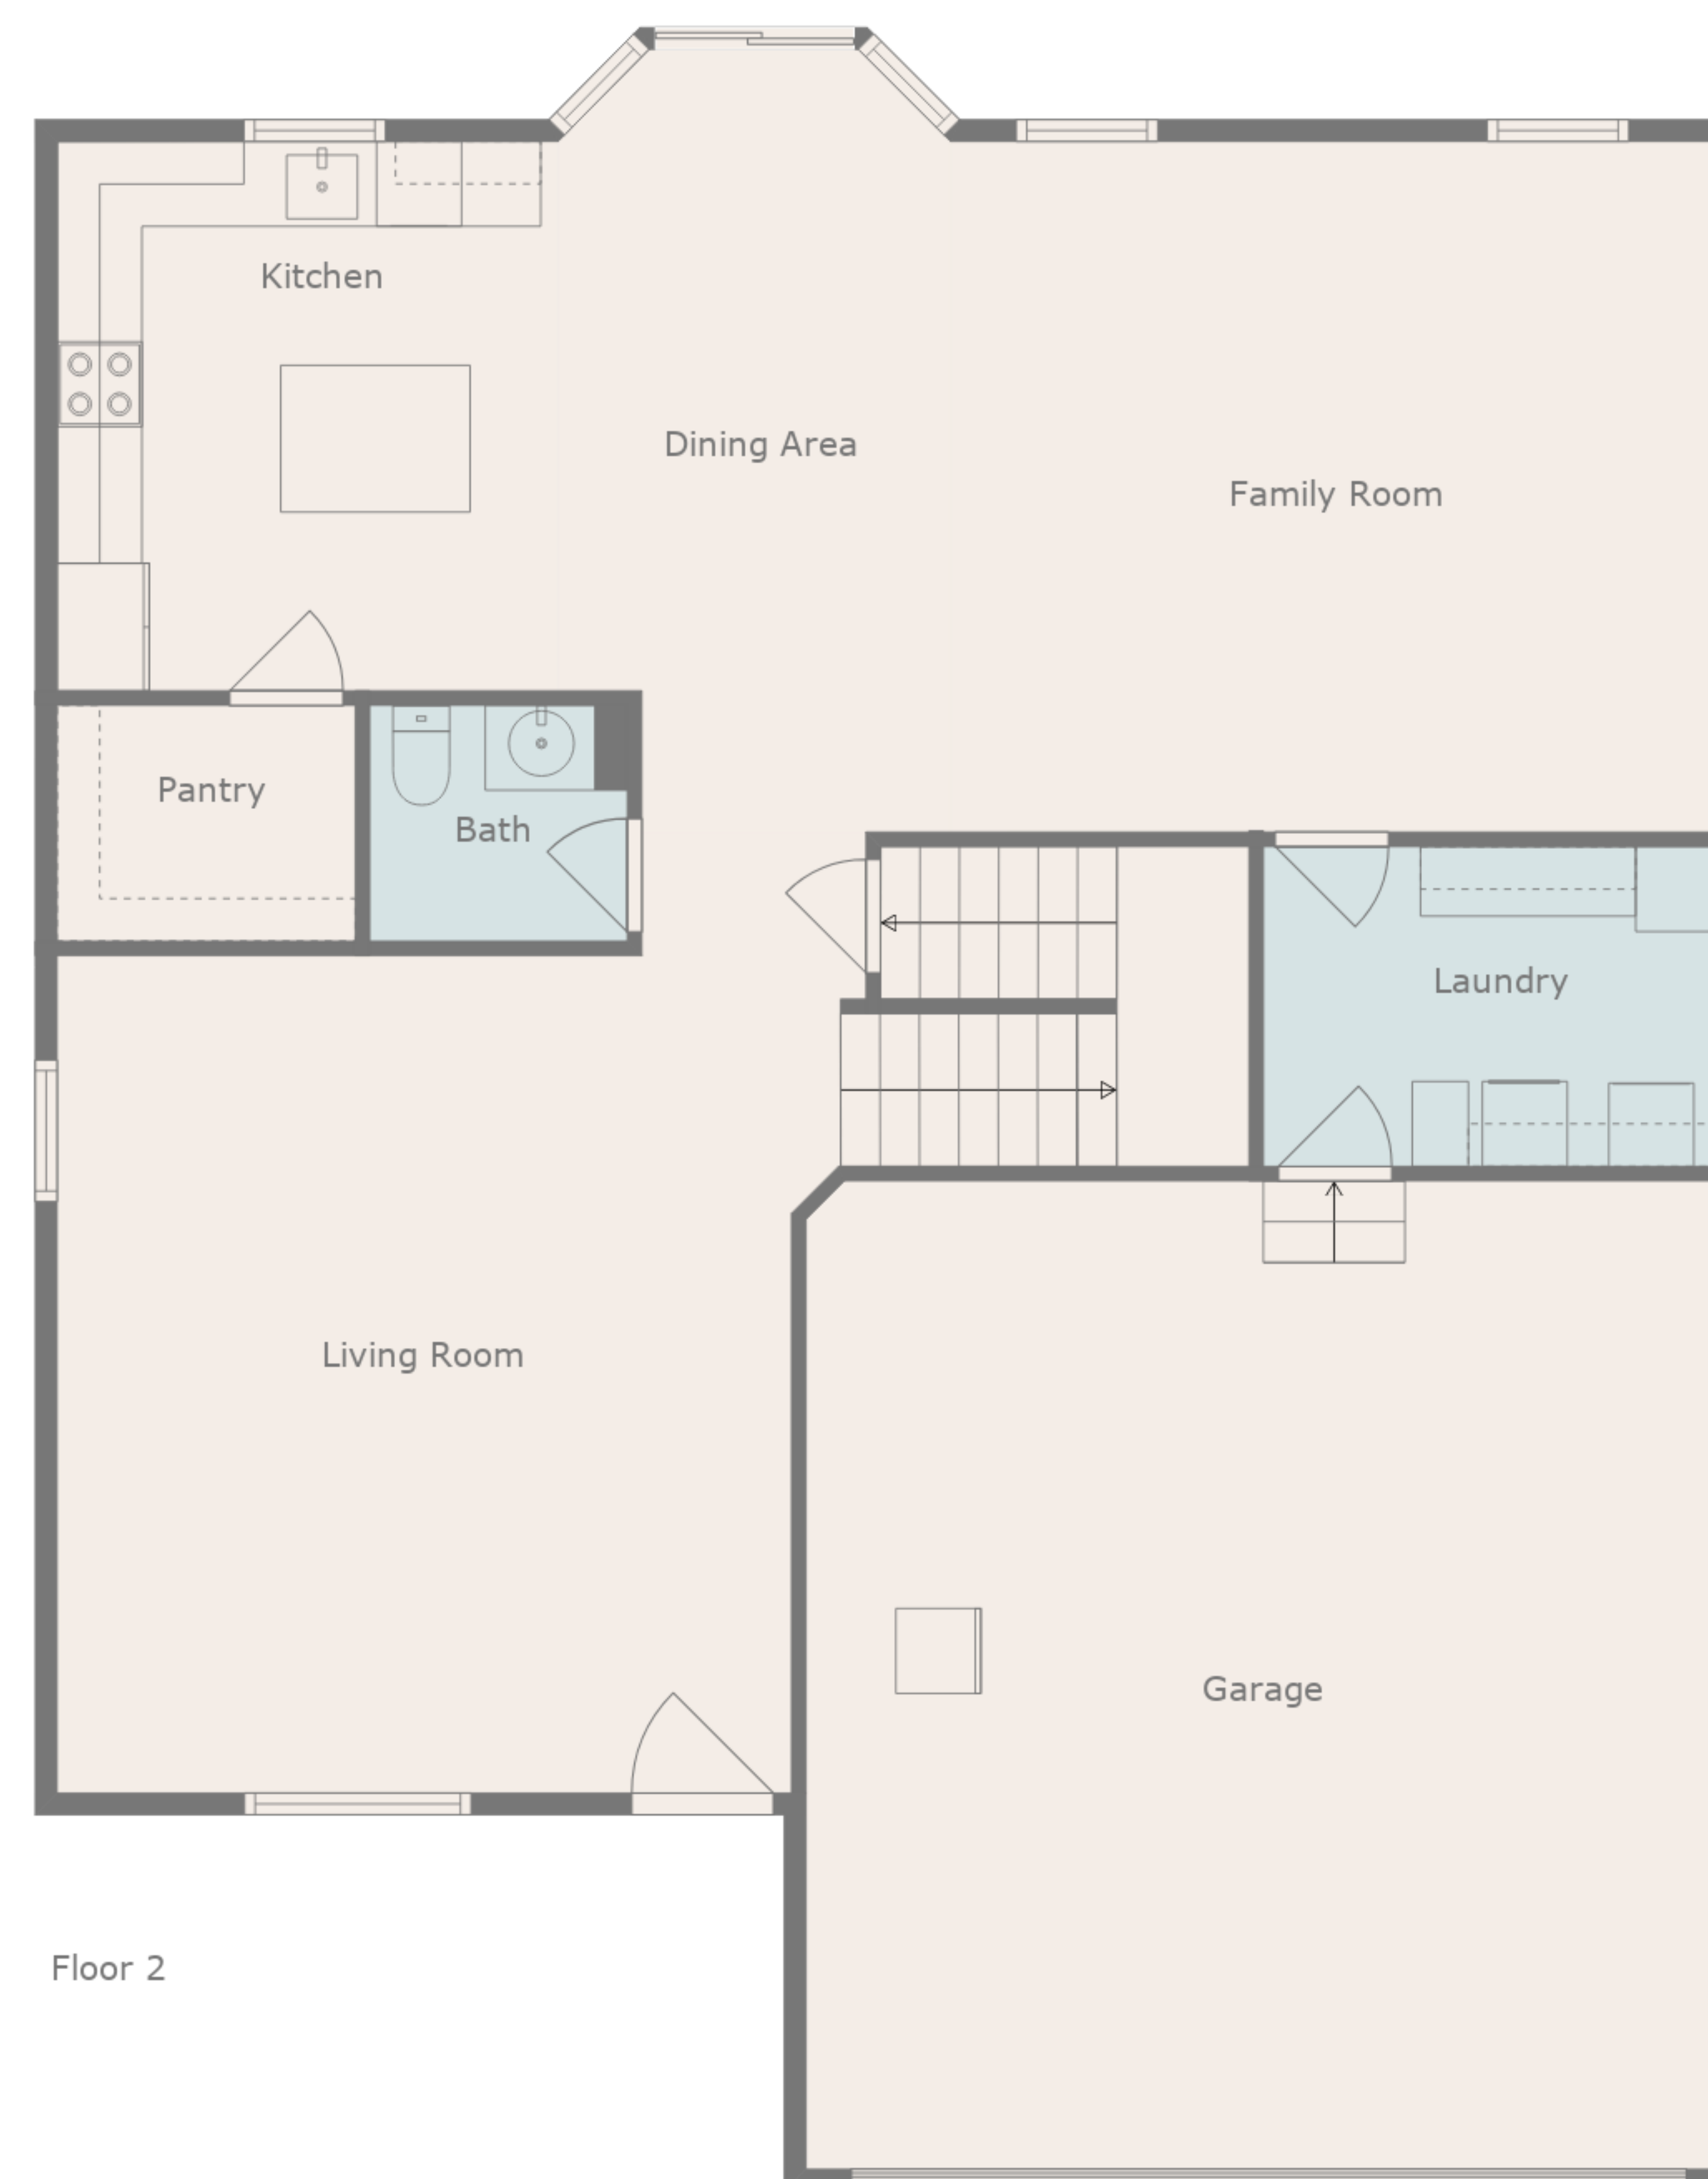 Kitchen
Dining Area
Family Room
Pantry
Bath
Laundry
Living Room
Garage
Floor 2